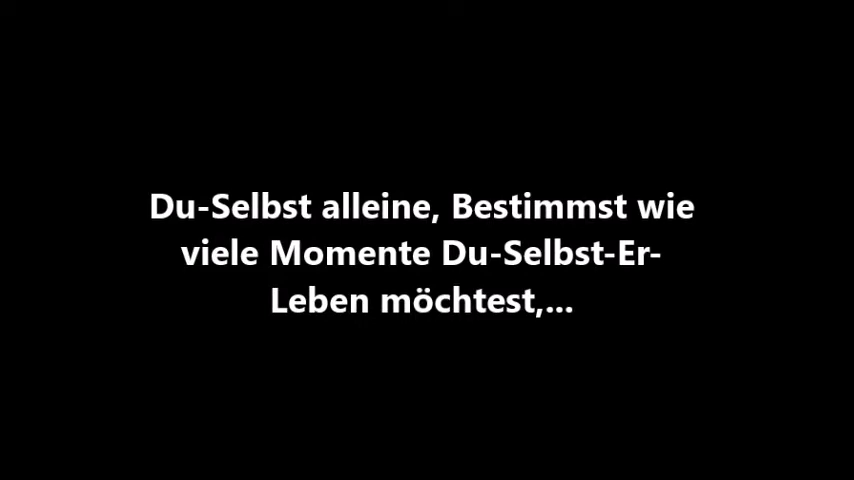 Du-Selbst alleine, Bestimmst wie
viele Momente Du-Selbst-Er-
Leben möchtest,...